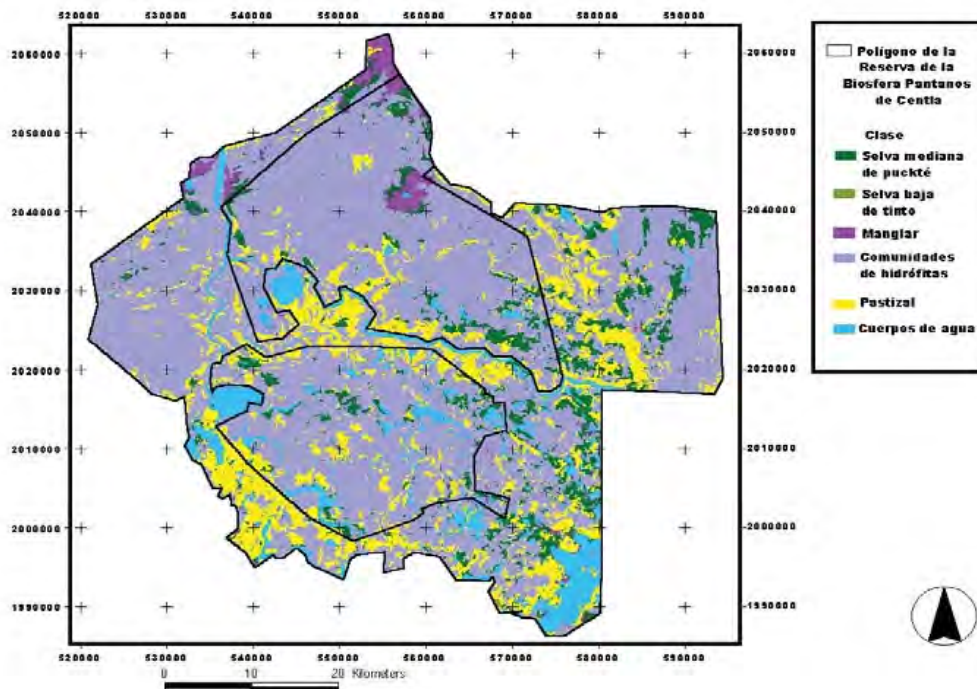 520000 530000 540000 550000 560000 570000 580000 590000
2060000 2060000
2050000 2050000
2040000 2040000
2030000 2030000
2020000 2020000
2010000 2010000
2000000 2000000
1990000 1990000
520000 530000 540000 550000 560000 570000 580000 590000
0 10 20 Kilometers
Polígono de la
Reserva de la
Biosfera Pantanos
de Centla
Clase
Selva mediana
de puckté
Selva baja
de tinto
Manglar
Comunidades
de hidrófitas
Pastizal
Cuerpos de agua